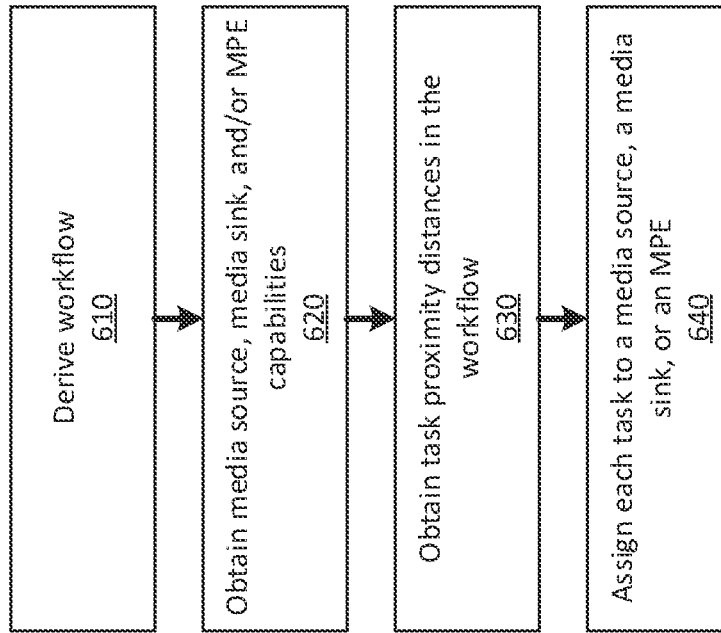 Derive workflow
610
Obtain media source, media sink, and/or MPE
capabilities
620
Obtain task proximity distances in the
workflow
630
Assign each task to a media source, a media
sink, or an MPE
640